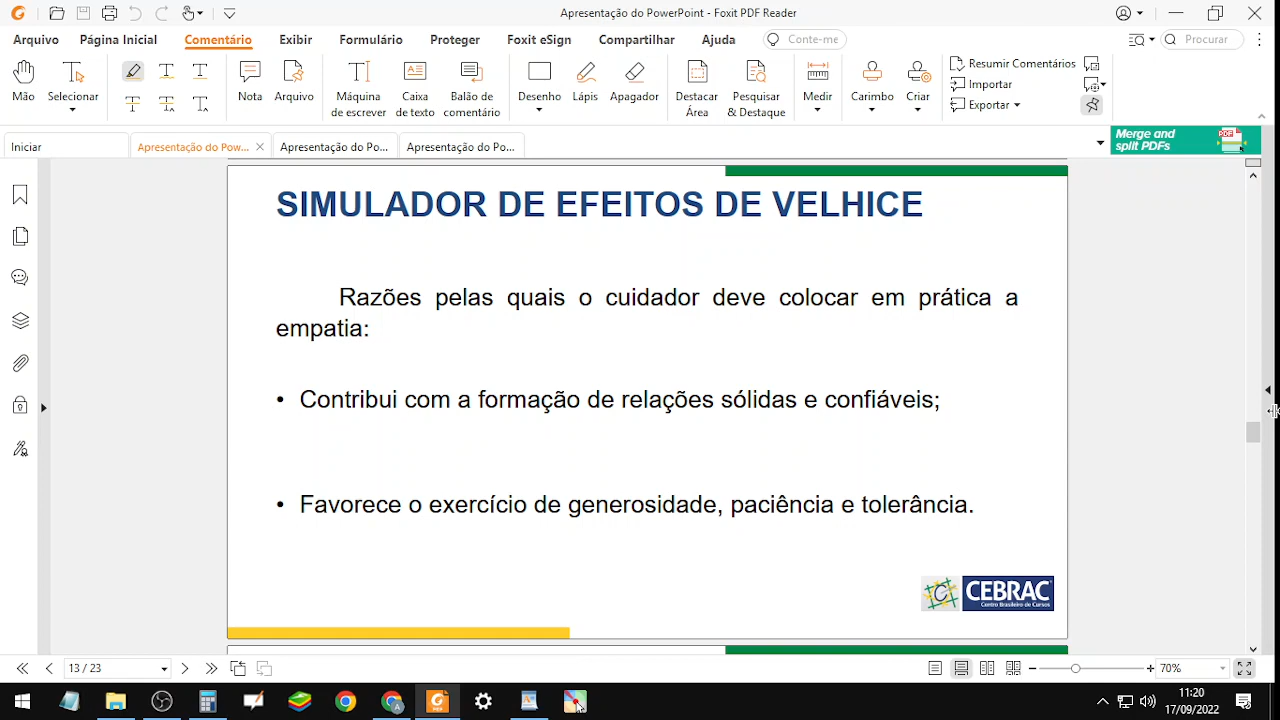 Apresentação do PowerPoint - Foxit PDF Reader
Arquivo Página Inicial Comentário Exibir Formulário Proteger Foxit eSign Compartilhar Ajuda Conte-me Procurar
Mão Selecionar Nota Arquivo Máquina de escrever Caixa de texto Balão de comentário Desenho Lápis Apagador Destacar Área Pesquisar & Destaque Medir Carimbo Criar
Resumir Comentários
Importar
Exportar
Iniciar Apresentação do Pow... Apresentação do Po... Apresentação do Po...
Merge and
split PDFs
PDF
SIMULADOR DE EFEITOS DE VELHICE
Razões pelas quais o cuidador deve colocar em prática a
empatia:
• Contribui com a formação de relações sólidas e confiáveis;
• Favorece o exercício de generosidade, paciência e tolerância.
C CEBRAC
Centro Brasileiro de Cursos
13 / 23 70%
11:20
17/09/2022